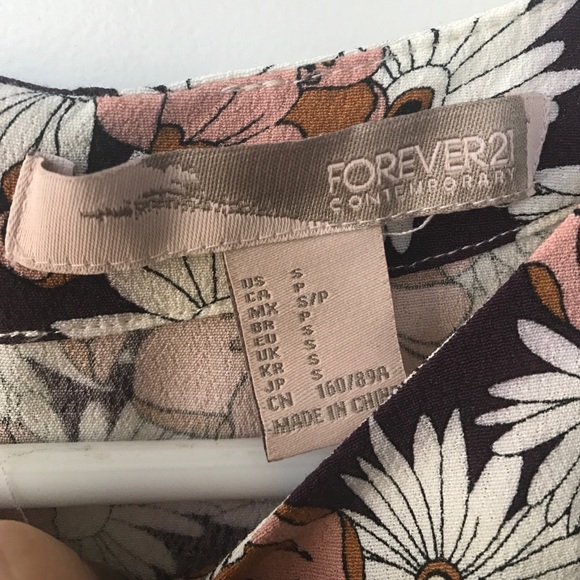 FOREVER21
CONTEMPORARY
US S
CA P
MX S/P
BR P
EU S
UK S
KR S
JP S
CN 160/89A
MADE IN CHINA